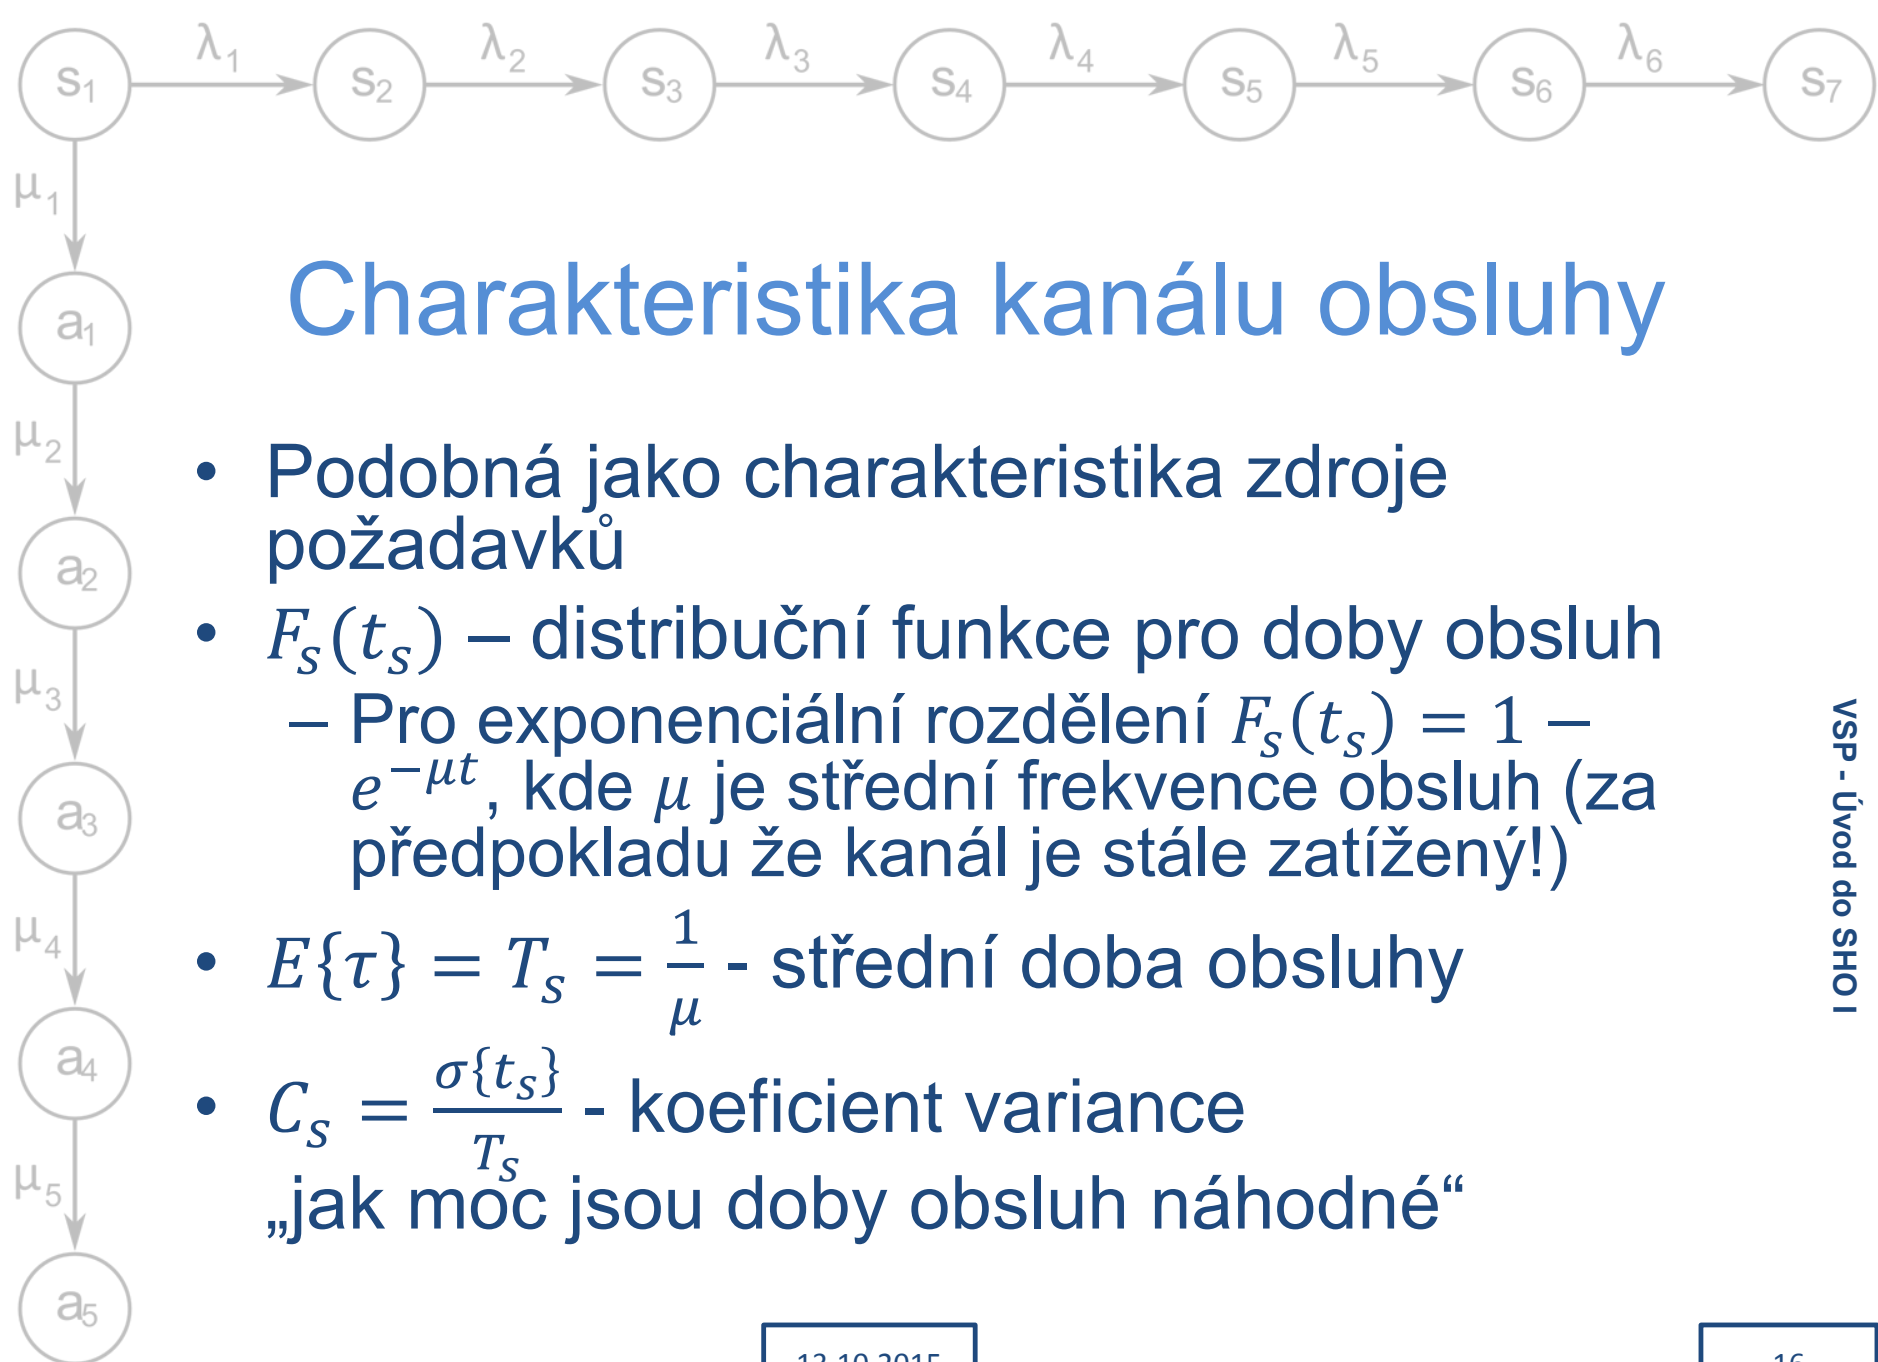 s₁ λ₁ s₂ λ₂ s₃ λ₃ s₄ λ₄ s₅ λ₅ s₆ λ₆ s₇
μ₁
a₁
μ₂
a₂
μ₃
a₃
μ₄
a₄
μ₅
a₅
Charakteristika kanálu obsluhy
• Podobná jako charakteristika zdroje
požadavků
• Fₛ(tₛ) – distribuční funkce pro doby obsluh
– Pro exponenciální rozdělení Fₛ(tₛ) = 1 −
e^{−μt}, kde μ je střední frekvence obsluh (za
předpokladu že kanál je stále zatížený!)
• E{τ} = Tₛ = 1/μ - střední doba obsluhy
• Cₛ = σ{tₛ}/Tₛ - koeficient variance
„jak moc jsou doby obsluh náhodné“
VSP - Úvod do SHO I
13.10.2015
16